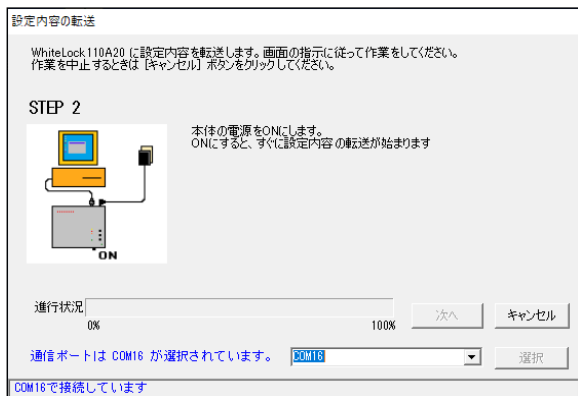 設定内容の転送
WhiteLock110A20 に設定内容を転送します。画面の指示に従って作業をしてください。
作業を中止するときは [キャンセル] ボタンをクリックしてください。
STEP 2
本体の電源をONにします。
ONにすると、すぐに設定内容の転送が始まります
ON
進行状況
0%
100%
次へ
キャンセル
通信ポートは COM16 が選択されています。
COM16
選択
COM16で接続しています